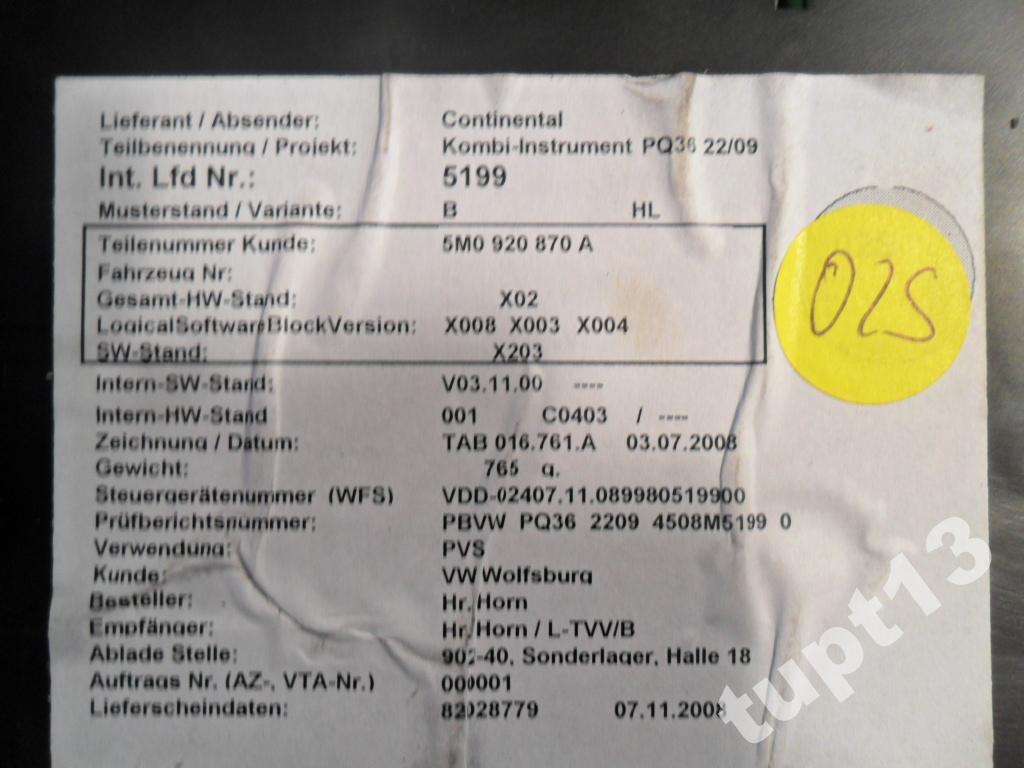 Lieferant / Absender: Continental
Teilbenennung / Projekt: Kombi-Instrument PQ36 22/09
Int. Lfd Nr.: 5199
Musterstand / Variante: B HL
Teilenummer Kunde: 5M0 920 870 A
Fahrzeug Nr:
Gesamt-HW-Stand: X02
LogicalSoftwareBlockVersion: X008 X003 X004
SW-Stand: X203
025
Intern-SW-Stand: V03.11.00 ----
Intern-HW-Stand 001 C0403 / ----
Zeichnung / Datum: TAB 016.761.A 03.07.2008
Gewicht: 765 g.
Steuergerätenummer (WFS) VDD-02407.11.089980519900
Prüfberichtsnummer: PBVW PQ36 2209 4508M5199 0
Verwendung: PVS
Kunde: VW Wolfsburg
Besteller: Hr. Horn
Empfänger: Hr. Horn / L-TVV/B
Ablade Stelle: 902-40, Sonderlager, Halle 18
Auftrags Nr. (AZ-, VTA-Nr.) 000001
Lieferscheindaten: 82028779 07.11.2008
tupt13